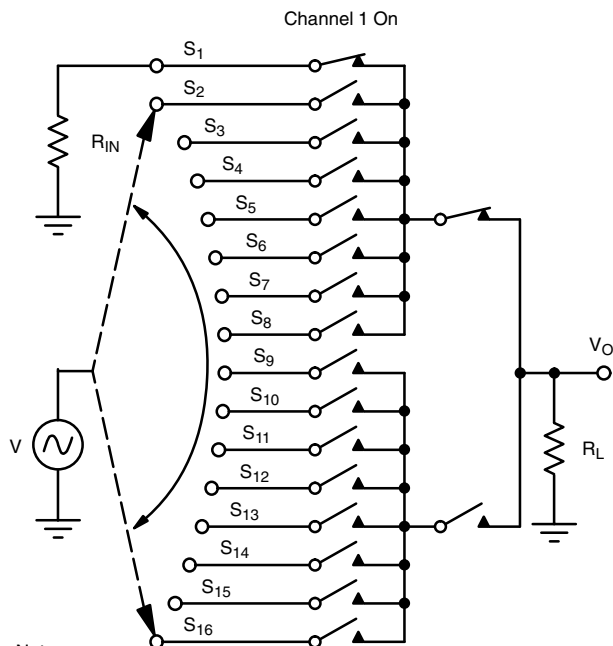 Channel 1 On
S1
S2
RIN
S3
S4
S5
S6
S7
S8
VO
S9
S10
V
S11
RL
S12
S13
S14
S15
S16